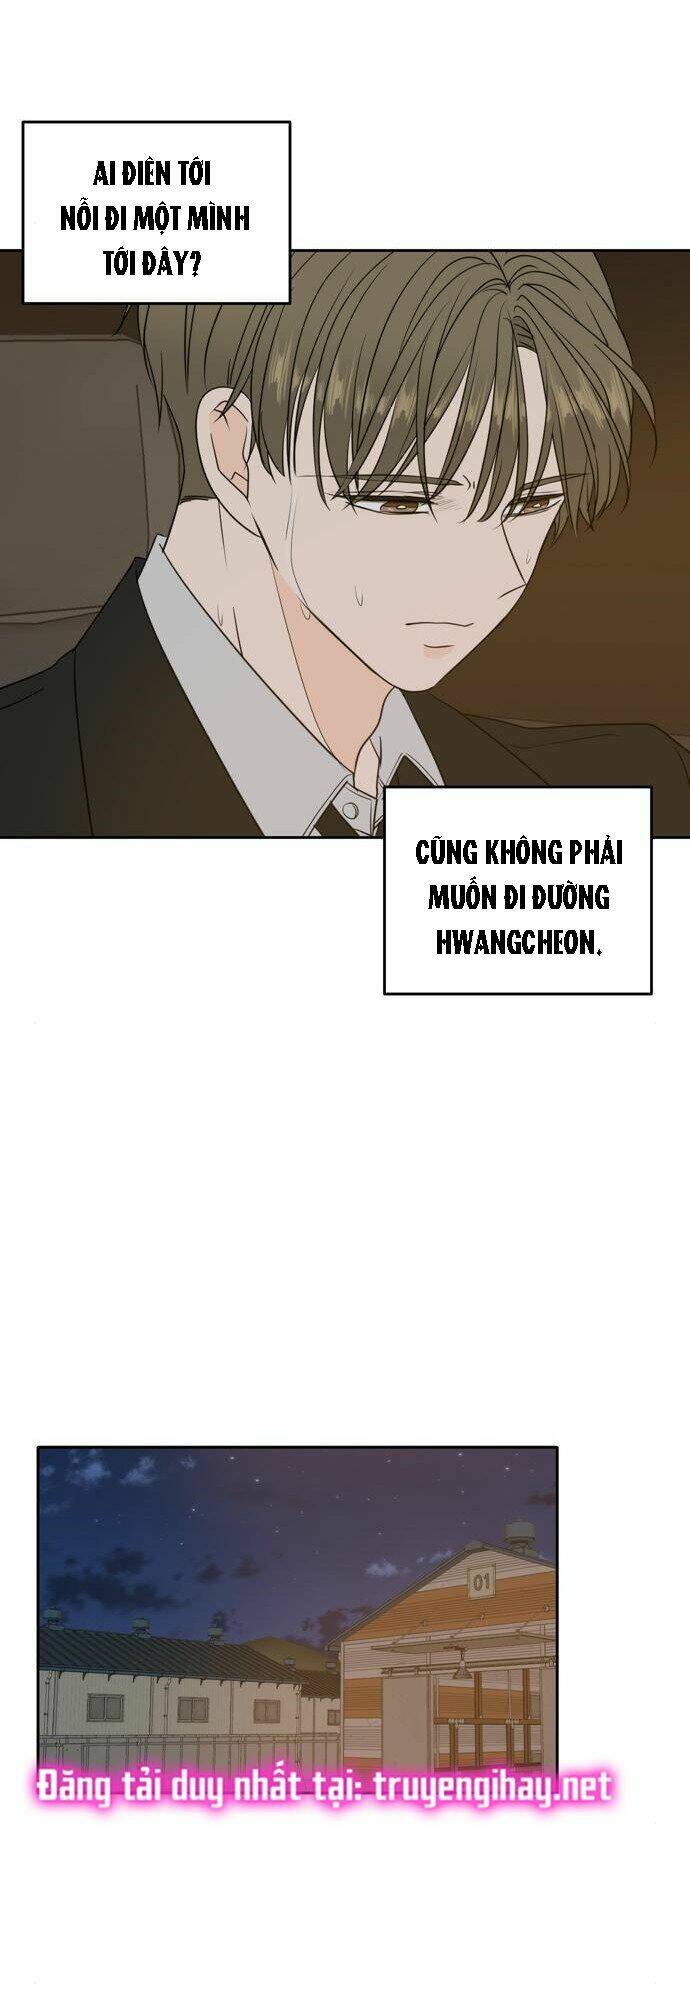 AI ĐIÊN TỚI
NỖI ĐI MỘT MÌNH
TỚI ĐÂY?
CŨNG KHÔNG PHẢI
MUỐN ĐI ĐƯỜNG
HWANGCHEON.
01
Đăng tải duy nhất tại: truyengihay.net